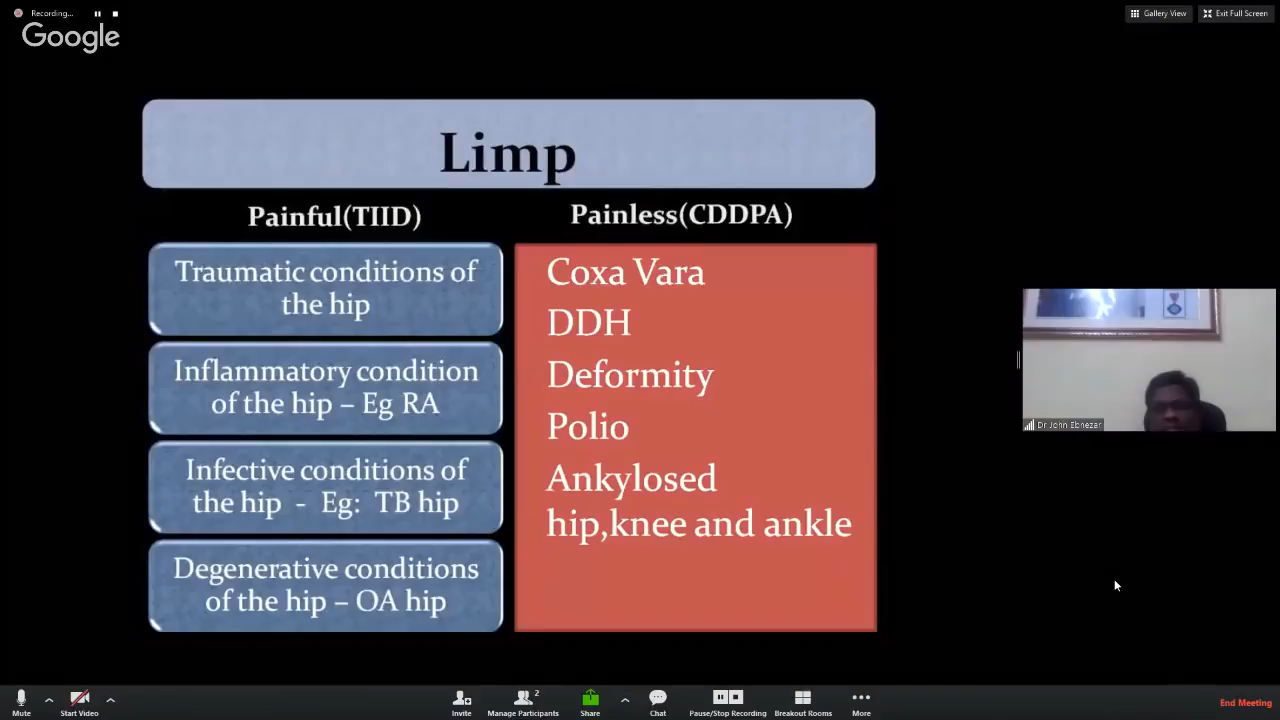 Recording...
Gallery View
Exit Full Screen
Google
Limp
Painful(TIID)
Painless(CDDPA)
Traumatic conditions of
the hip
Inflammatory condition
of the hip – Eg RA
Infective conditions of
the hip - Eg: TB hip
Degenerative conditions
of the hip – OA hip
Coxa Vara
DDH
Deformity
Polio
Ankylosed
hip,knee and ankle
Dr John Ebnezar
Mute
Start Video
Invite
2
Manage Participants
Share
Chat
Pause/Stop Recording
Breakout Rooms
More
End Meeting